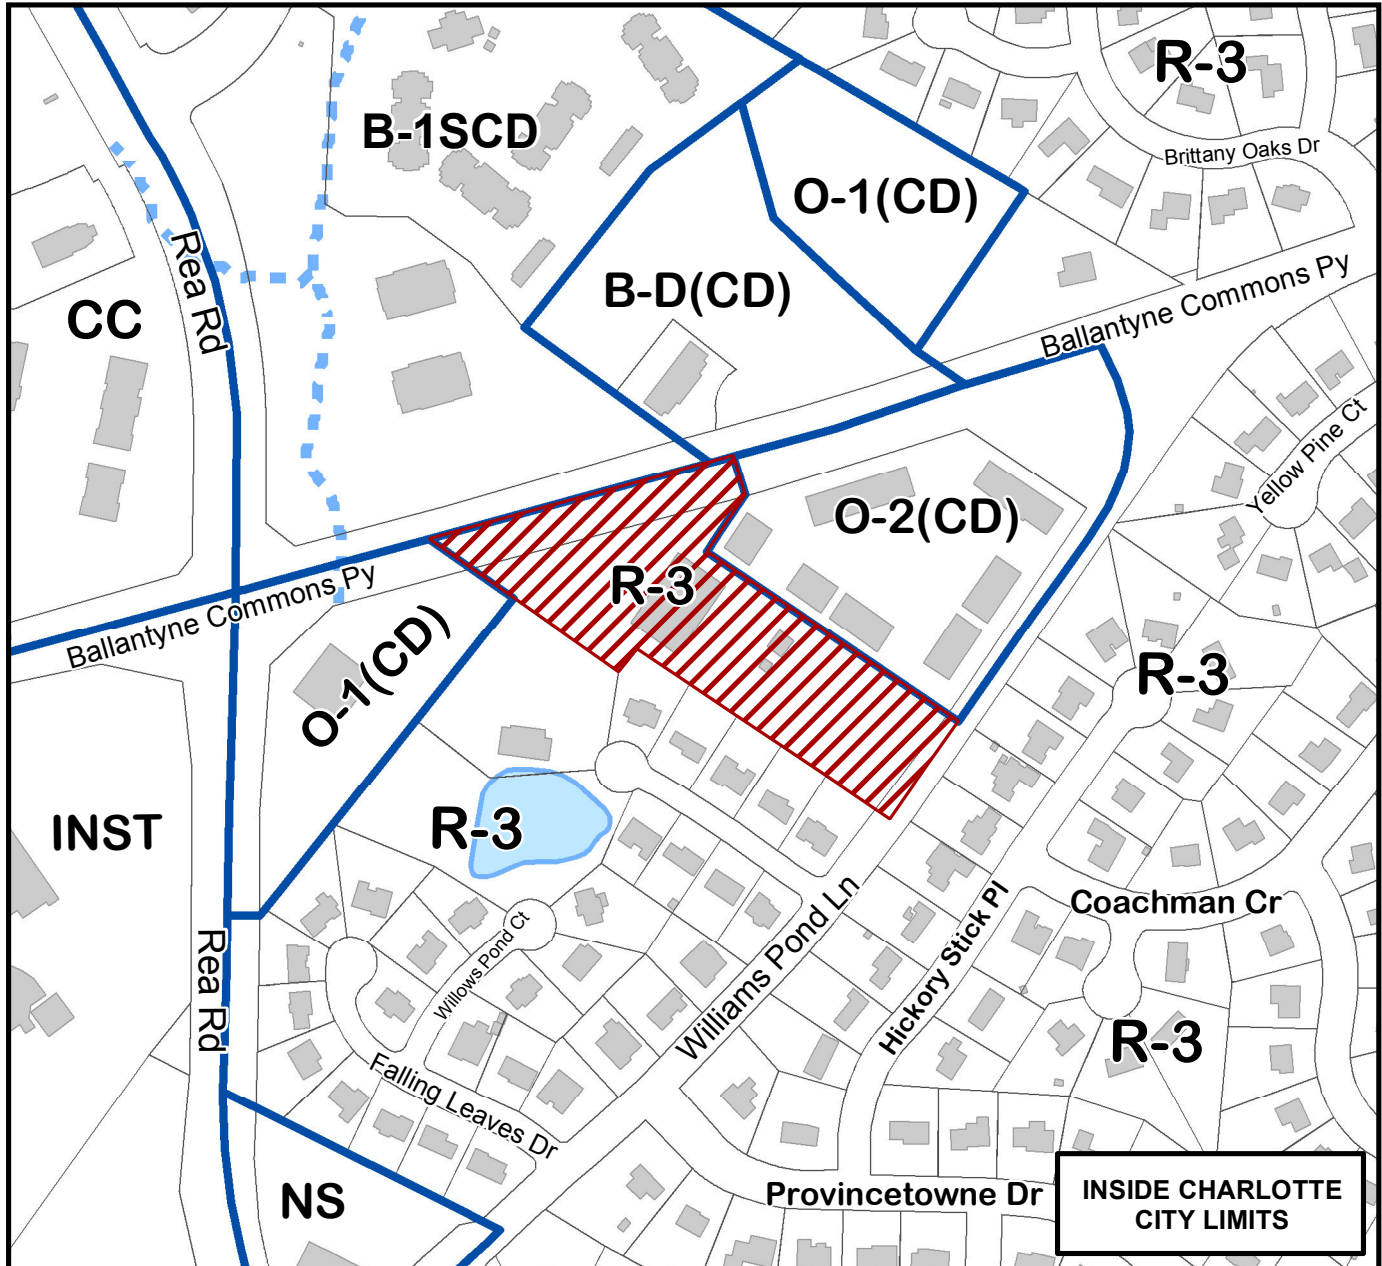 R-3
B-1SCD
Brittany Oaks Dr
O-1(CD)
Rea Rd
B-D(CD)
Ballantyne Commons Py
CC
Yellow Pine Ct
O-2(CD)
R-3
Ballantyne Commons Py
O-1(CD)
R-3
INST
R-3
Coachman Cr
Williams Pond Ln
Hickory Stick Pl
Willows Pond Ct
Rea Rd
R-3
Falling Leaves Dr
NS
Provincetowne Dr
INSIDE CHARLOTTE
CITY LIMITS